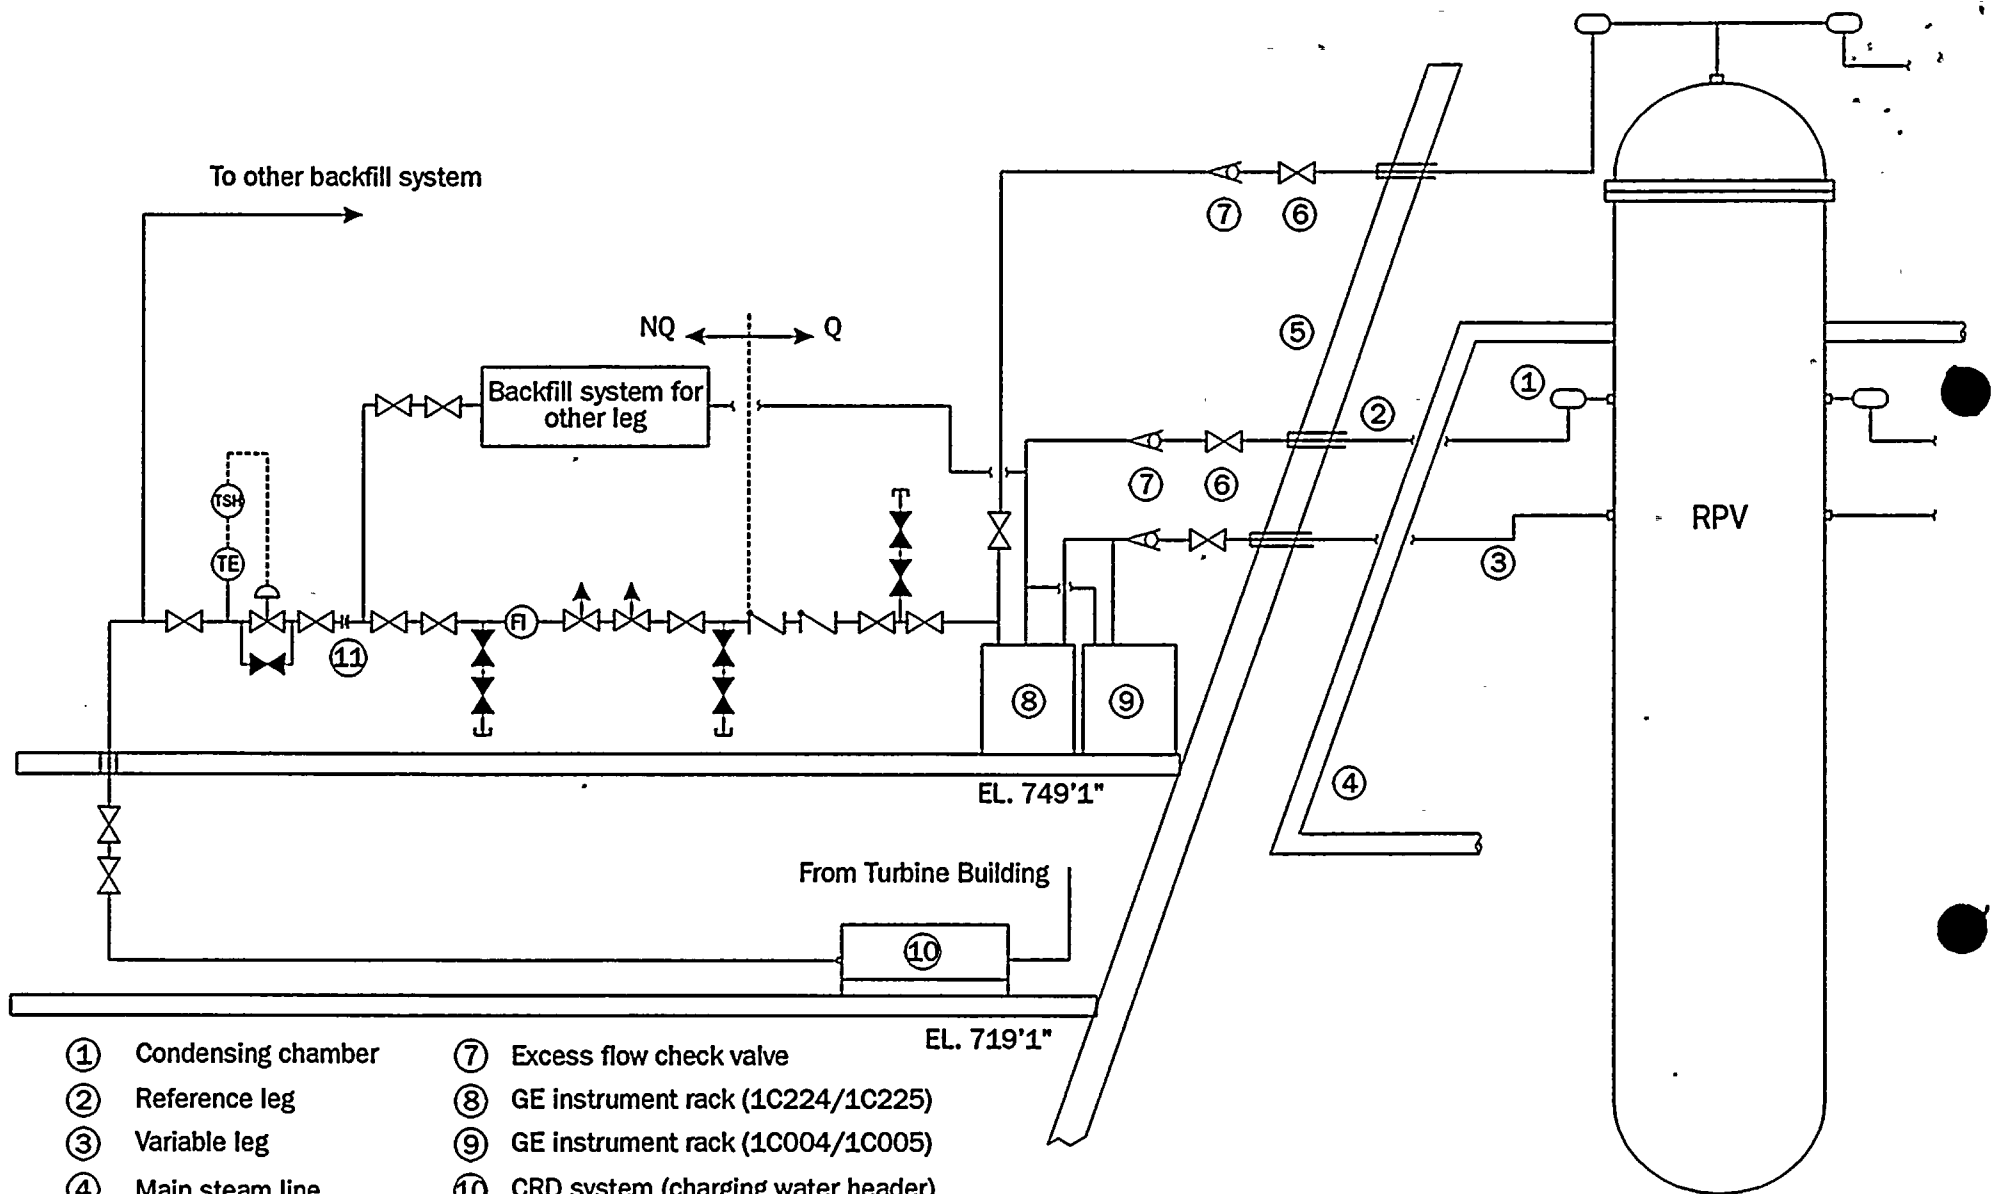 To other backfill system
7
6
NQ
Q
5
Backfill system for
other leg
1
2
TSH
7
6
RPV
TE
3
FI
11
8
9
EL. 749'1"
4
From Turbine Building
10
EL. 719'1"
1 Condensing chamber
2 Reference leg
3 Variable leg
4 Main steam line
7 Excess flow check valve
8 GE instrument rack (1C224/1C225)
9 GE instrument rack (1C004/1C005)
10 CRD system (charging water header)